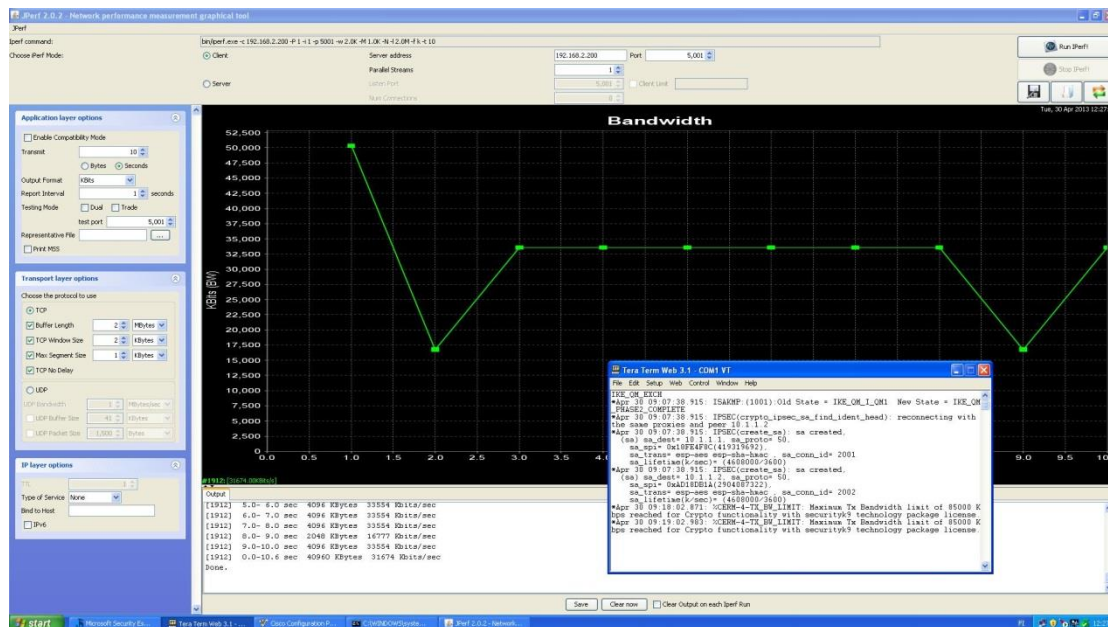 JPerf 2.0.2 - Network performance measurement graphical tool
JPerf
Iperf command:
bin/iperf.exe -c 192.168.2.200 -P 1 -i 1 -p 5001 -w 2.0K -M 1.0K -N -l 2.0M -f k -t 10
Choose iPerf Mode:
Client
Server address
192.168.2.200
Port
5,001
Parallel Streams
1
Server
Listen Port
5,001
Client Limit
Num Connections
0
Run IPerf!
Stop IPerf!
Application layer options
Enable Compatibility Mode
Transmit
10
Bytes
Seconds
Output Format
KBits
Report Interval
1
seconds
Testing Mode
Dual
Trade
test port
5,001
Representative File
...
Print MSS
Transport layer options
Choose the protocol to use
TCP
Buffer Length
2
MBytes
TCP Window Size
2
KBytes
Max Segment Size
1
KBytes
TCP No Delay
UDP
UDP Bandwidth
1
MBytes/sec
UDP Buffer Size
41
KBytes
UDP Packet Size
1,500
Bytes
IP layer options
TTL
1
Type of Service
None
Bind to Host
IPv6
Tue, 30 Apr 2013 12:27
Bandwidth
52,500
50,000
47,500
45,000
42,500
40,000
37,500
35,000
32,500
30,000
27,500
25,000
22,500
20,000
17,500
15,000
12,500
10,000
7,500
5,000
2,500
0
KBits (BW)
0.0 0.5 1.0 1.5 2.0 2.5 3.0 3.5 4.0 9.0 9.5 10.
#1912: [31674.00KBits/s]
Output
[1912] 5.0- 6.0 sec 4096 KBytes 33554 Kbits/sec
[1912] 6.0- 7.0 sec 4096 KBytes 33554 Kbits/sec
[1912] 7.0- 8.0 sec 4096 KBytes 33554 Kbits/sec
[1912] 8.0- 9.0 sec 2048 KBytes 16777 Kbits/sec
[1912] 9.0-10.0 sec 4096 KBytes 33554 Kbits/sec
[1912] 0.0-10.6 sec 40960 KBytes 31674 Kbits/sec
Done.
Save
Clear now
Clear Output on each Iperf Run
Tera Term Web 3.1 - COM1 VT
File Edit Setup Web Control Window Help
IKE_QM_EXCH
*Apr 30 09:07:38.915: ISAKMP:(1001):Old State = IKE_QM_I_QM1 New State = IKE_QM
_PHASE2_COMPLETE
*Apr 30 09:07:38.915: IPSEC(crypto_ipsec_sa_find_ident_head): reconnecting with
the same proxies and peer 10.1.1.2
*Apr 30 09:07:38.915: IPSEC(create_sa): sa created,
(sa) sa_dest= 10.1.1.1, sa_proto= 50,
sa_spi= 0x18FE4F8C(419319692),
sa_trans= esp-aes esp-sha-hmac , sa_conn_id= 2001
sa_lifetime(k/sec)= (4608000/3600)
*Apr 30 09:07:38.915: IPSEC(create_sa): sa created,
(sa) sa_dest= 10.1.1.2, sa_proto= 50,
sa_spi= 0xAD18DB1A(2904087322),
sa_trans= esp-aes esp-sha-hmac , sa_conn_id= 2002
sa_lifetime(k/sec)= (4608000/3600)
*Apr 30 09:18:02.871: %CERM-4-TX_BW_LIMIT: Maximum Tx Bandwidth limit of 85000 K
bps reached for Crypto functionality with securityk9 technology package license.
*Apr 30 09:19:02.983: %CERM-4-TX_BW_LIMIT: Maximum Tx Bandwidth limit of 85000 K
bps reached for Crypto functionality with securityk9 technology package license.
start
Microsoft Security Es...
Tera Term Web 3.1 - ...
Cisco Configuration P...
C:\WINDOWS\syste...
JPerf 2.0.2 - Network...
FI